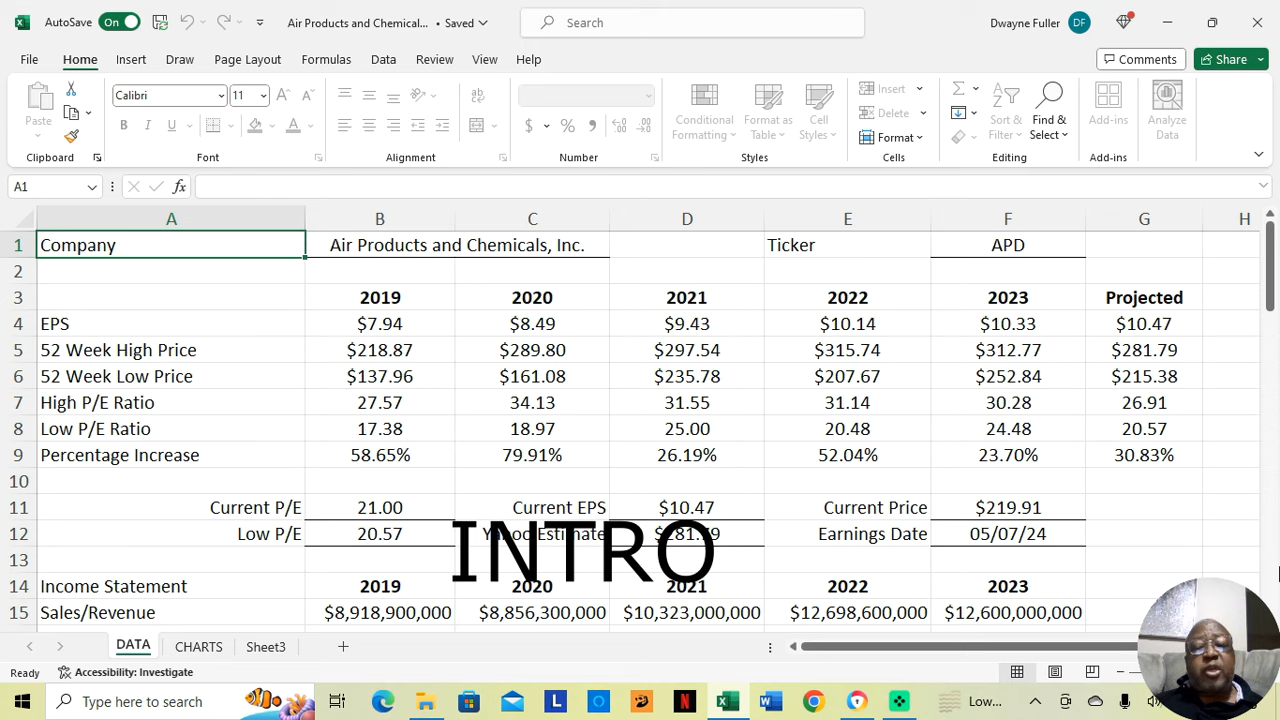 AutoSave On Air Products and Chemical... • Saved Search Dwayne Fuller DF
File Home Insert Draw Page Layout Formulas Data Review View Help Comments Share
Paste Calibri 11 Conditional Formatting Format as Table Cell Styles Insert Delete Format Sort & Filter Find & Select Add-ins Analyze Data
Clipboard Font Alignment Number Styles Cells Editing Add-ins
A1 fx
A B C D E F G H
1 Company Air Products and Chemicals, Inc. Ticker APD
2
3 2019 2020 2021 2022 2023 Projected
4 EPS $7.94 $8.49 $9.43 $10.14 $10.33 $10.47
5 52 Week High Price $218.87 $289.80 $297.54 $315.74 $312.77 $281.79
6 52 Week Low Price $137.96 $161.08 $235.78 $207.67 $252.84 $215.38
7 High P/E Ratio 27.57 34.13 31.55 31.14 30.28 26.91
8 Low P/E Ratio 17.38 18.97 25.00 20.48 24.48 20.57
9 Percentage Increase 58.65% 79.91% 26.19% 52.04% 23.70% 30.83%
10
11 Current P/E 21.00 Current EPS $10.47 Current Price $219.91
12 Low P/E 20.57 Yahoo Estimate $281.79 Earnings Date 05/07/24
INTRO
13
14 Income Statement 2019 2020 2021 2022 2023
15 Sales/Revenue $8,918,900,000 $8,856,300,000 $10,323,000,000 $12,698,600,000 $12,600,000,000
DATA CHARTS Sheet3
Ready Accessibility: Investigate
Type here to search Low...